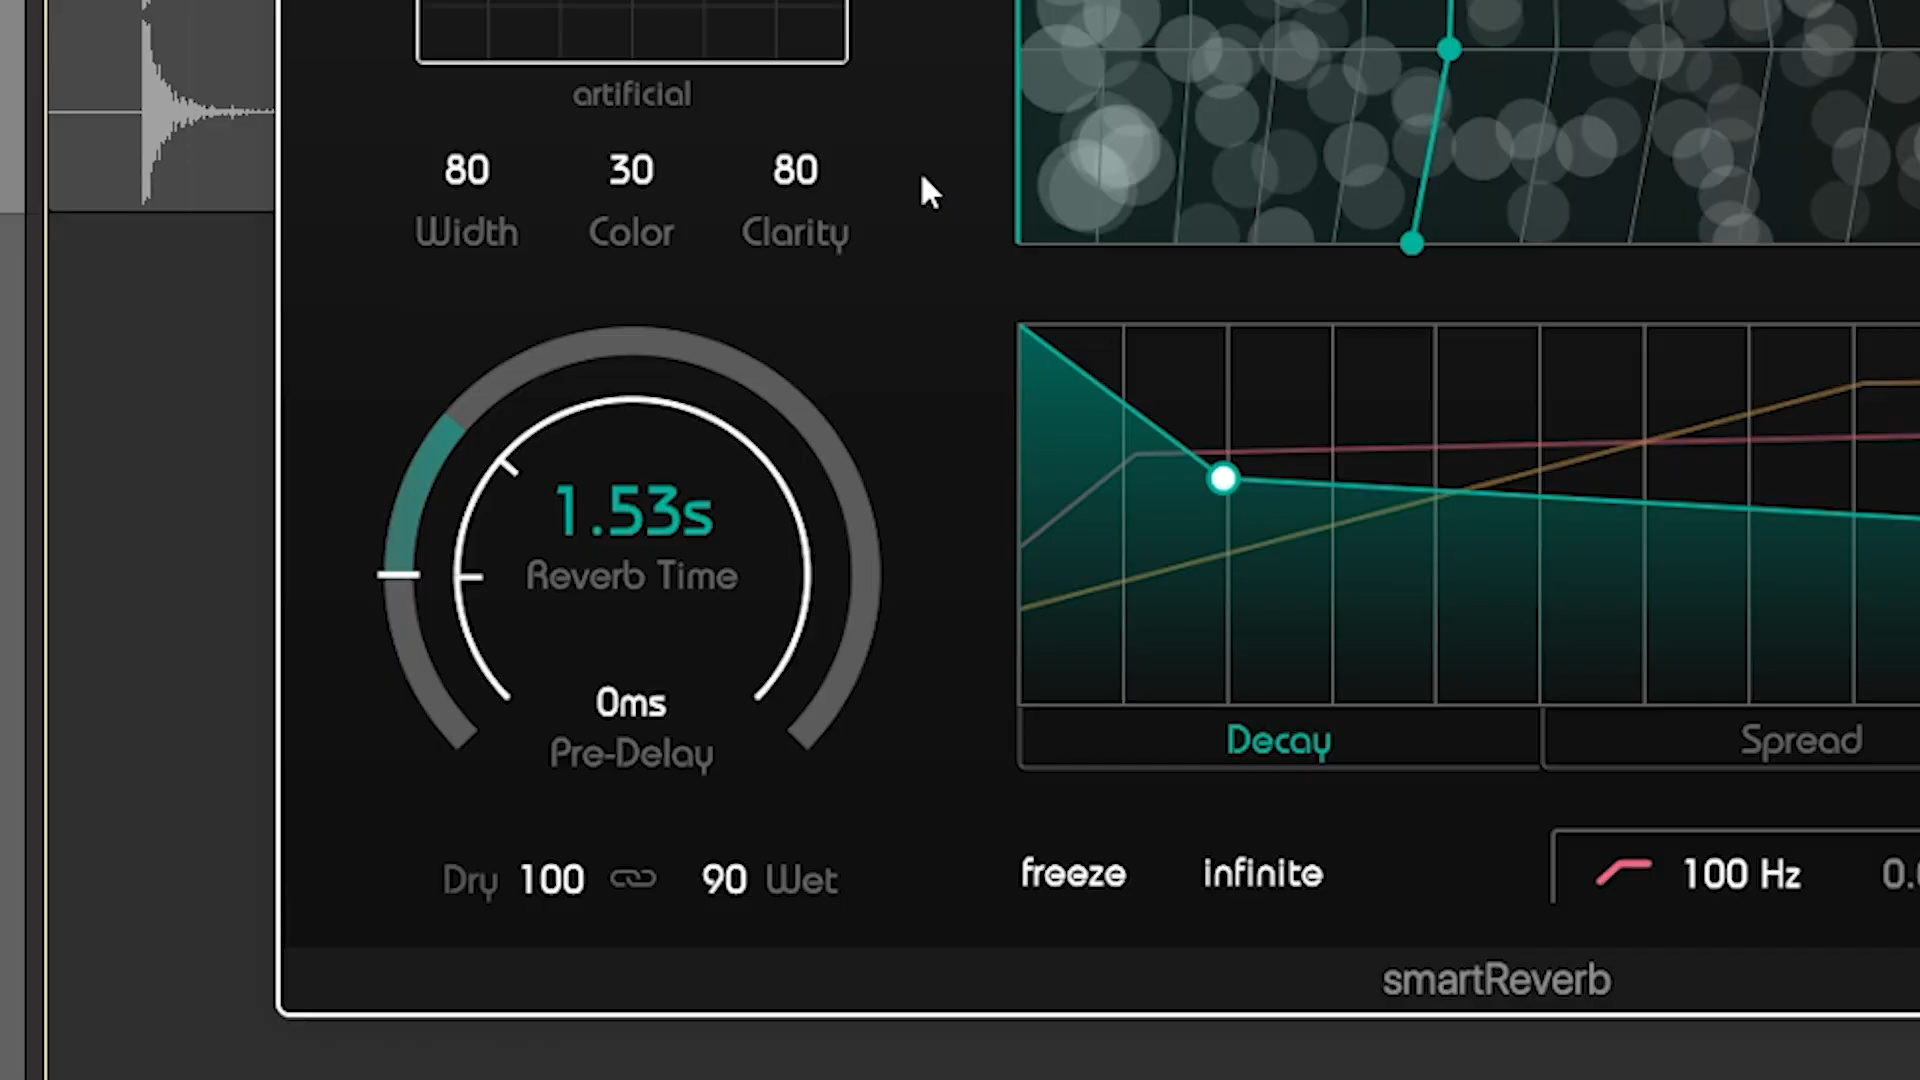 artificial
80 30 80
Width Color Clarity
1.53s
Reverb Time
0ms
Pre-Delay
Decay Spread
Dry 100 90 Wet
freeze infinite 100 Hz
smartReverb